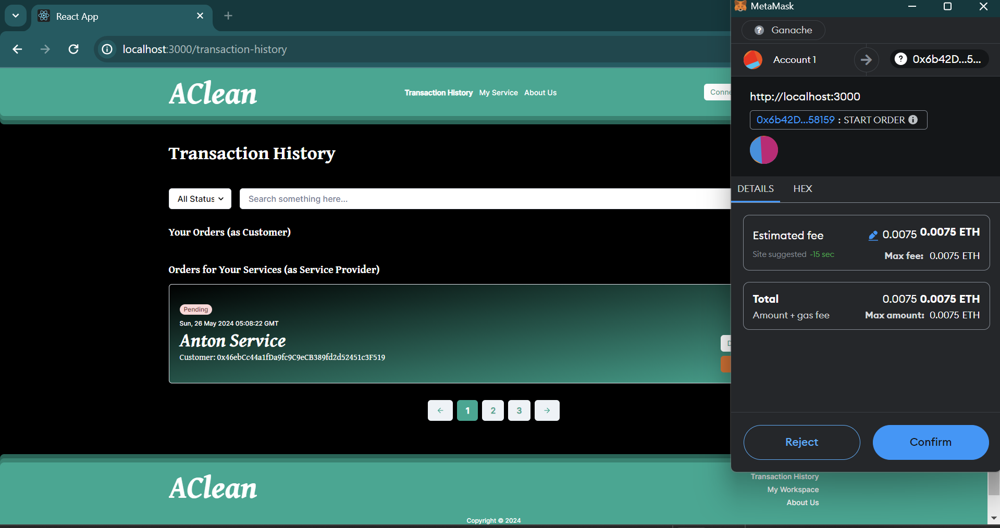 React App
localhost:3000/transaction-history
AClean
Transaction History My Service About Us
Transaction History
All Status
Search something here...
Your Orders (as Customer)
Orders for Your Services (as Service Provider)
Pending
Sun, 26 May 2024 05:08:22 GMT
Anton Service
Customer: 0x46ebCc44a1fDa9fc9C9eCB389fd2d52451c3F519
1 2 3
AClean
Transaction History
My Workspace
About Us
Copyright © 2024
MetaMask
Ganache
Account 1
0x6b42D...5...
http://localhost:3000
0x6b42D...58159 : START ORDER
DETAILS HEX
Estimated fee 0.0075 0.0075 ETH
Site suggested ~15 sec Max fee: 0.0075 ETH
Total 0.0075 0.0075 ETH
Amount + gas fee Max amount: 0.0075 ETH
Reject Confirm